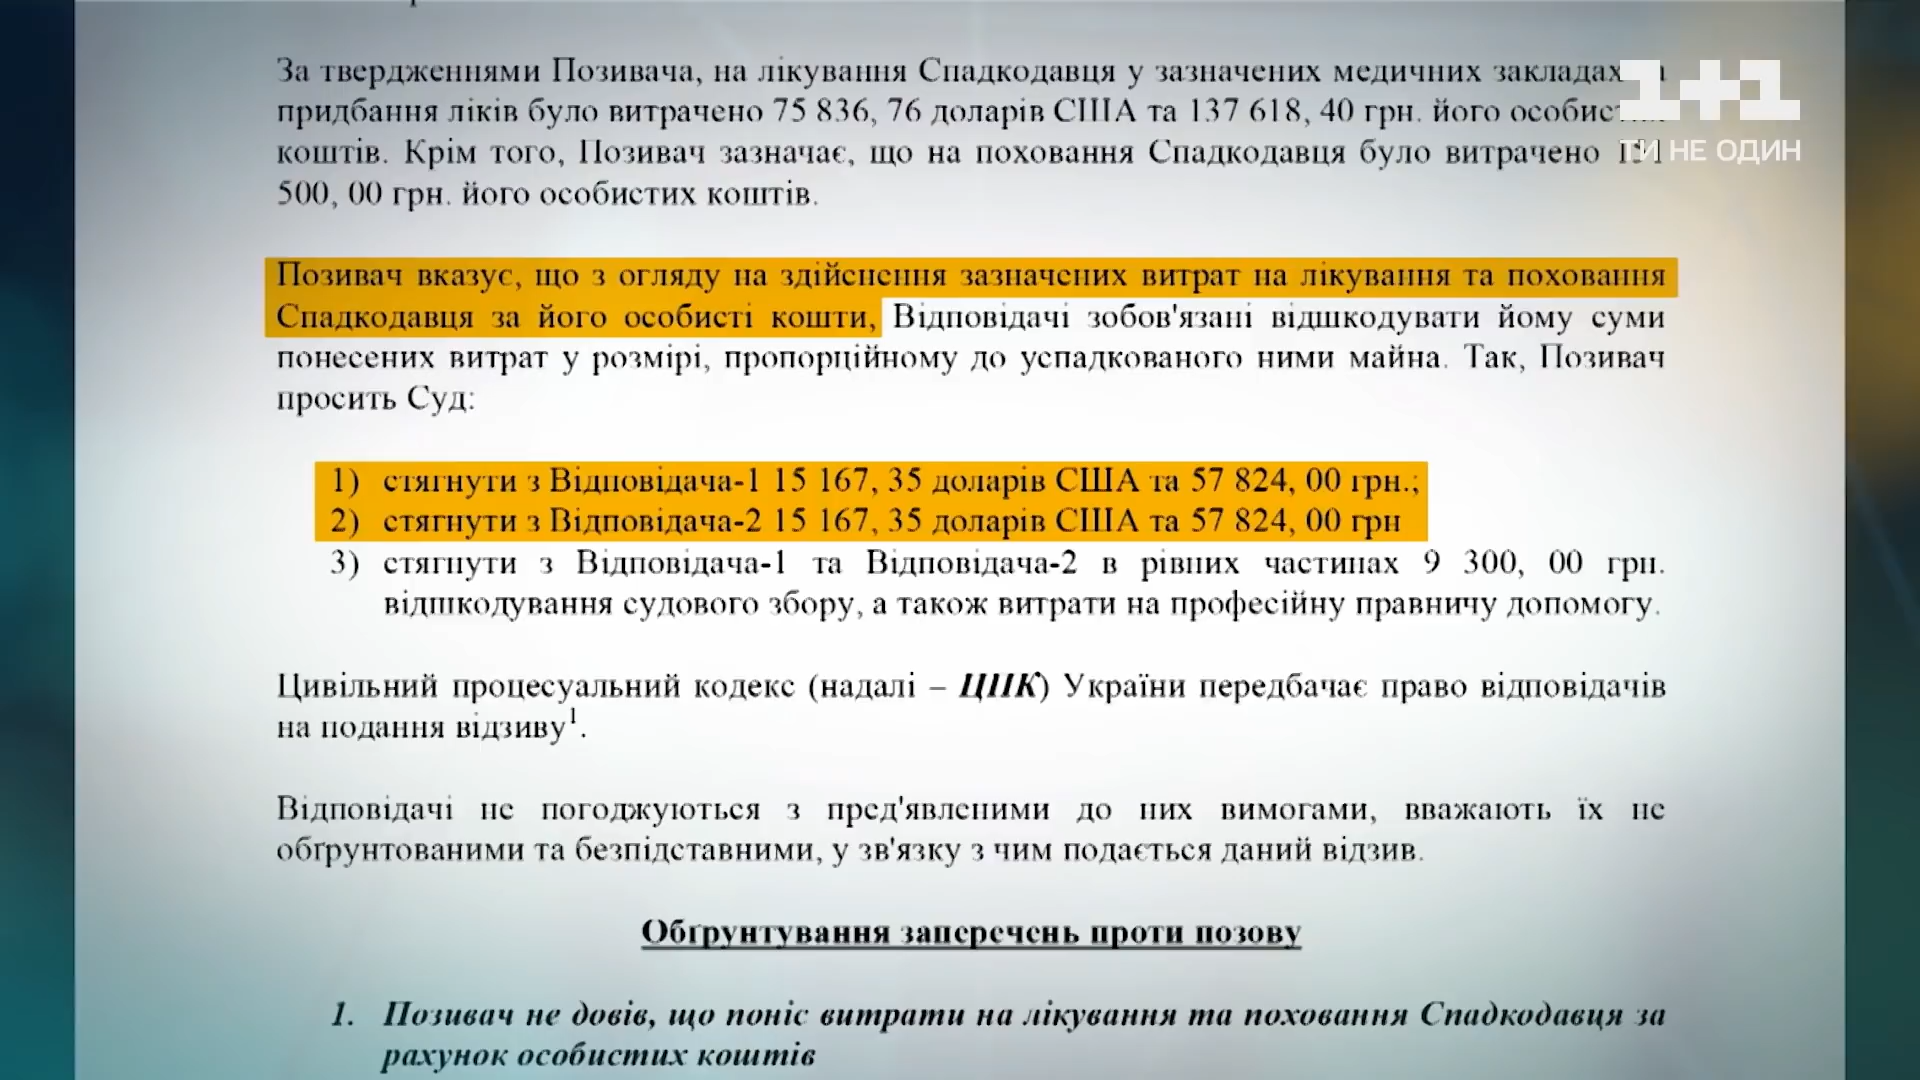 За твердженнями Позивача, на лікування Спадкодавця у зазначених медичних закладах
придбання ліків було витрачено 75 836, 76 доларів США та 137 618, 40 грн. його
коштів. Крім того, Позивач зазначає, що на поховання Спадкодавця було витрачено
500, 00 грн. його особистих коштів.
1+1
ТИ НЕ ОДИН
Позивач вказує, що з огляду на здійснення зазначених витрат на лікування та поховання
Спадкодавця за його особисті кошти, Відповідачі зобов'язані відшкодувати йому суми
понесених витрат у розмірі, пропорційному до успадкованого ними майна. Так, Позивач
просить Суд:
1) стягнути з Відповідача-1 15 167, 35 доларів США та 57 824, 00 грн.;
2) стягнути з Відповідача-2 15 167, 35 доларів США та 57 824, 00 грн
3) стягнути з Відповідача-1 та Відповідача-2 в рівних частинах 9 300, 00 грн.
відшкодування судового збору, а також витрати на професійну правничу допомогу.
Цивільний процесуальний кодекс (надалі – ЦПК) України передбачає право відповідачів
на подання відзиву¹.
Відповідачі не погоджуються з пред'явленими до них вимогами, вважають їх не
обґрунтованими та безпідставними, у зв'язку з чим подається даний відзив.
Обґрунтування заперечень проти позову
1. Позивач не довів, що поніс витрати на лікування та поховання Спадкодавця за
рахунок особистих коштів